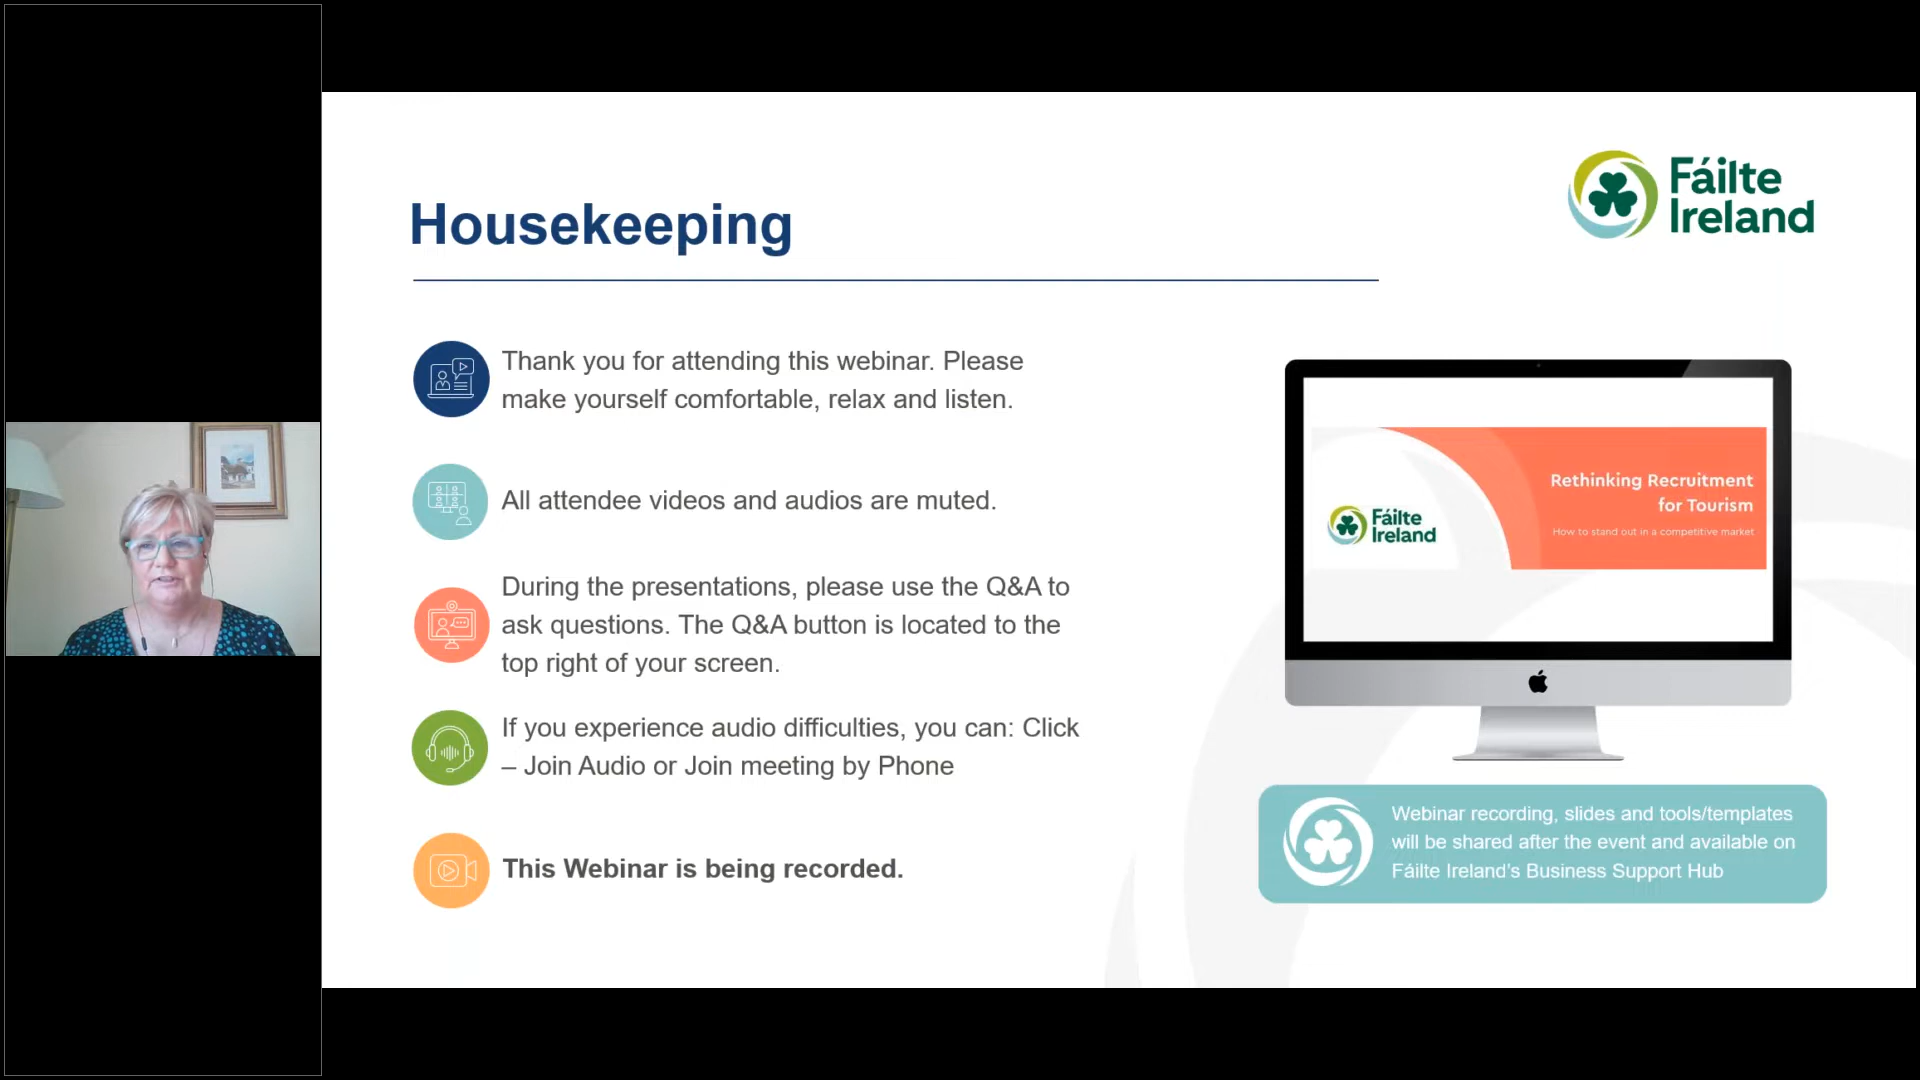 Fáilte
Ireland
Housekeeping
Thank you for attending this webinar. Please
make yourself comfortable, relax and listen.
All attendee videos and audios are muted.
During the presentations, please use the Q&A to
ask questions. The Q&A button is located to the
top right of your screen.
If you experience audio difficulties, you can: Click
– Join Audio or Join meeting by Phone
This Webinar is being recorded.
Rethinking Recruitment
for Tourism
How to stand out in a competitive market
Fáilte
Ireland
Webinar recording, slides and tools/templates
will be shared after the event and available on
Fáilte Ireland's Business Support Hub